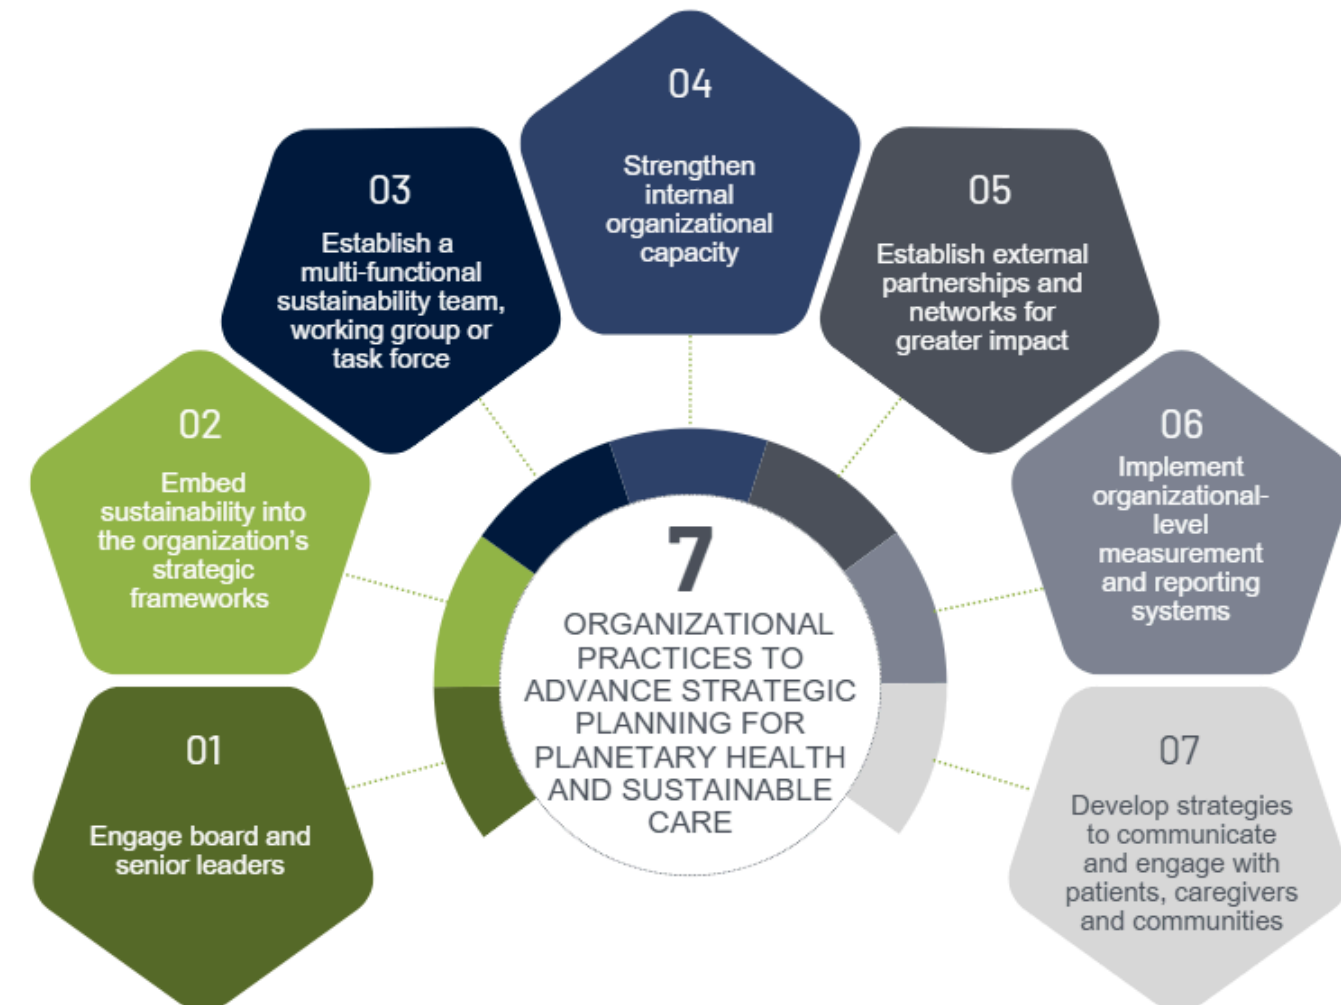 04
Strengthen
internal
organizational
capacity
03
Establish a
multi-functional
sustainability team,
working group or
task force
05
Establish external
partnerships and
networks for
greater impact
02
Embed
sustainability into
the organization's
strategic
frameworks
06
Implement
organizational-
level
measurement
and reporting
systems
7
ORGANIZATIONAL
PRACTICES TO
ADVANCE STRATEGIC
PLANNING FOR
PLANETARY HEALTH
AND SUSTAINABLE
CARE
01
Engage board and
senior leaders
07
Develop strategies
to communicate
and engage with
patients, caregivers
and communities